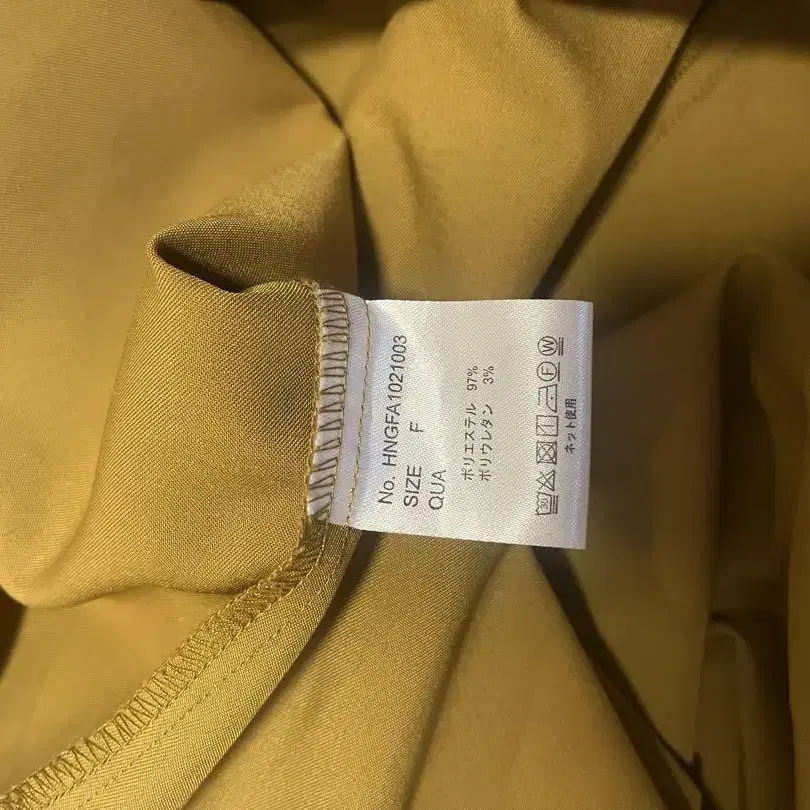 No. HNGFA1021003
SIZE F
QUA
ポリエステル 97%
ポリウレタン 3%
30 F W
ネット使用